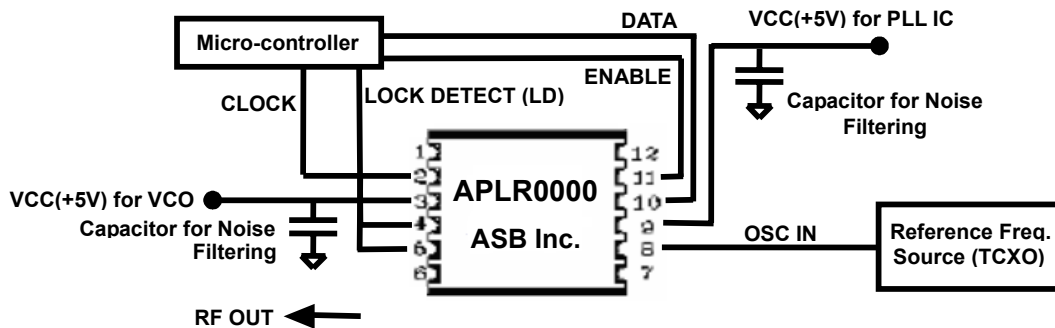 DATA
VCC(+5V) for PLL IC
Micro-controller
ENABLE
CLOCK
LOCK DETECT (LD)
Capacitor for Noise
Filtering
1
2
3
4
5
6
12
11
10
9
8
7
APLR0000
ASB Inc.
VCC(+5V) for VCO
Capacitor for Noise
Filtering
OSC IN
Reference Freq.
Source (TCXO)
RF OUT